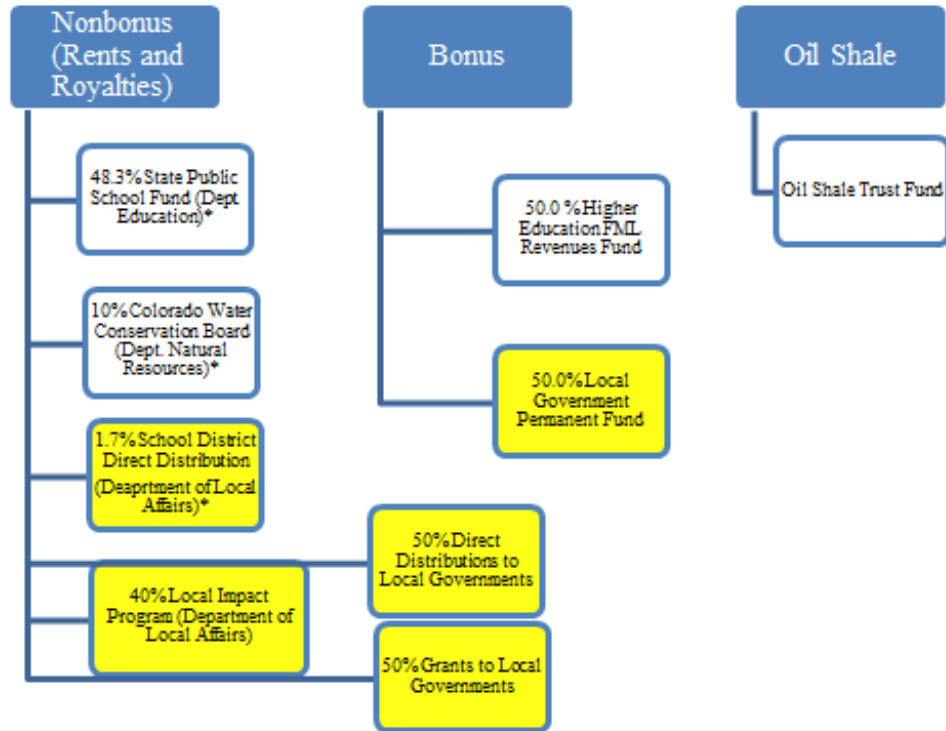 Nonbonus
(Rents and
Royalties)
48.3% State Public
School Fund (Dept.
Education)*
10% Colorado Water
Conservation Board
(Dept. Natural
Resources)*
1.7% School District
Direct Distribution
(Deaprtment of Local
Affairs)*
40% Local Impact
Program (Department of
Local Affairs)
50% Direct
Distributions to
Local Governments
50% Grants to Local
Governments
Bonus
50.0 % Higher
Education FML
Revenues Fund
50.0% Local
Government
Permanent Fund
Oil Shale
Oil Shale Trust Fund